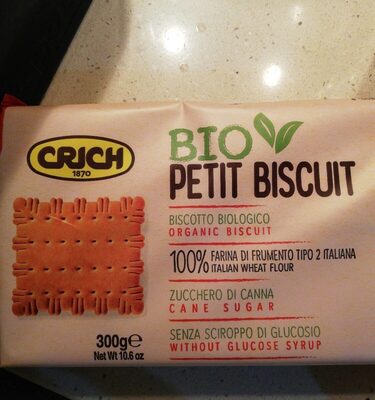 CRICH
1870
BIO
PETIT BISCUIT
BISCOTTO BIOLOGICO
ORGANIC BISCUIT
100% FARINA DI FRUMENTO TIPO 2 ITALIANA
ITALIAN WHEAT FLOUR
ZUCCHERO DI CANNA
CANE SUGAR
SENZA SCIROPPO DI GLUCOSIO
WITHOUT GLUCOSE SYRUP
300g℮
Net Wt 10.6 oz